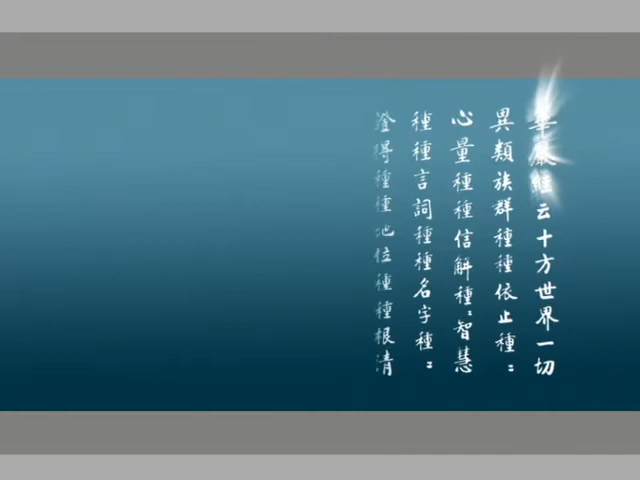 華嚴經云十方世界一切
異類族群種種依止種〻
心量種種信解種〻智慧
種種言詞種種名字種〻
證得種種地位種種根清